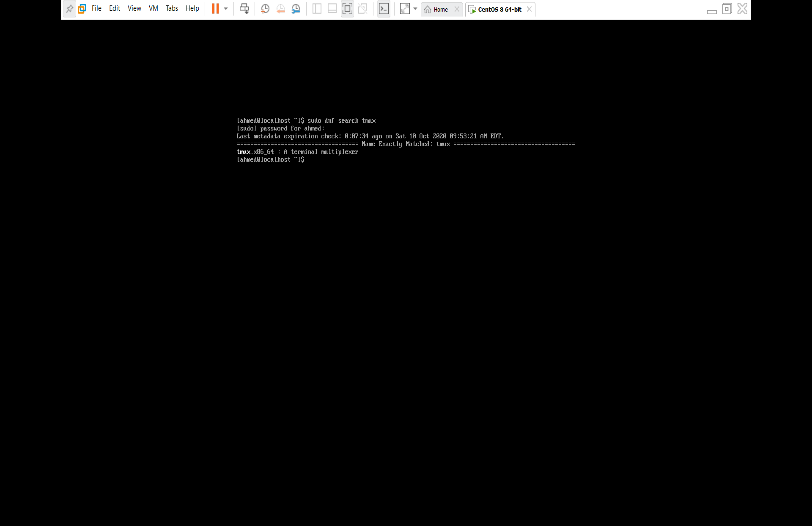 File Edit View VM Tabs Help Home CentOS 8 64-bit
[ahmed@localhost ~]$ sudo dnf search tmux
[sudo] password for ahmed:
Last metadata expiration check: 0:07:34 ago on Sat 10 Oct 2020 09:53:21 AM EDT.
=================================== Name Exactly Matched: tmux ===================================
tmux.x86_64 : A terminal multiplexer
[ahmed@localhost ~]$